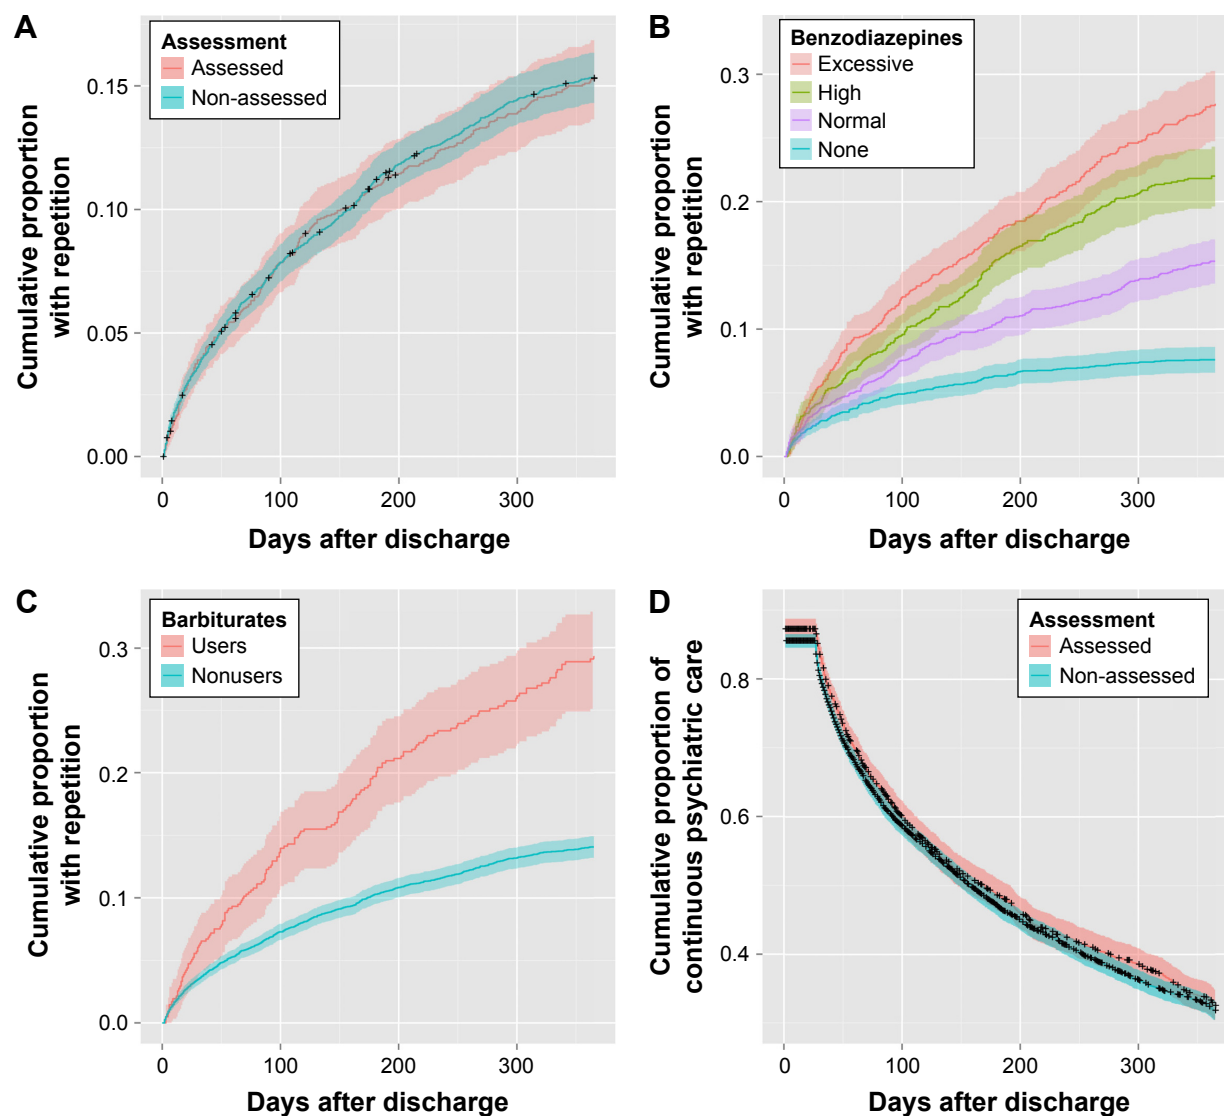 A
Assessment
Assessed
Non-assessed
0.15
0.10
0.05
0.00
0
100
200
300
Cumulative proportion
with repetition
Days after discharge
B
Benzodiazepines
Excessive
High
Normal
None
0.3
0.2
0.1
0.0
0
100
200
300
Cumulative proportion
with repetition
Days after discharge
C
Barbiturates
Users
Nonusers
0.3
0.2
0.1
0.0
0
100
200
300
Cumulative proportion
with repetition
Days after discharge
D
Assessment
Assessed
Non-assessed
0.8
0.6
0.4
0
100
200
300
Cumulative proportion of
continuous psychiatric care
Days after discharge